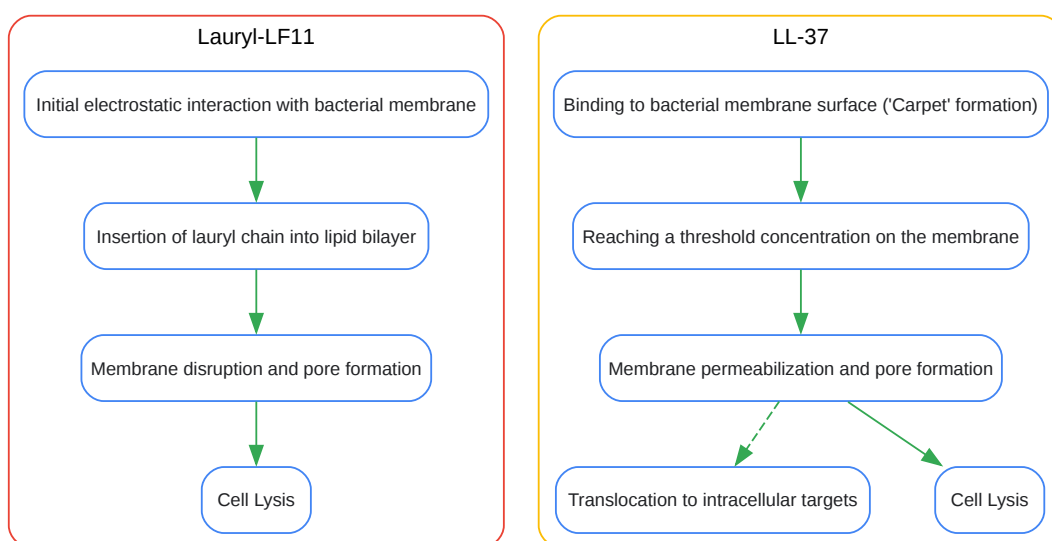 Lauryl-LF11
Initial electrostatic interaction with bacterial membrane
Insertion of lauryl chain into lipid bilayer
Membrane disruption and pore formation
Cell Lysis
LL-37
Binding to bacterial membrane surface ('Carpet' formation)
Reaching a threshold concentration on the membrane
Membrane permeabilization and pore formation
Translocation to intracellular targets
Cell Lysis